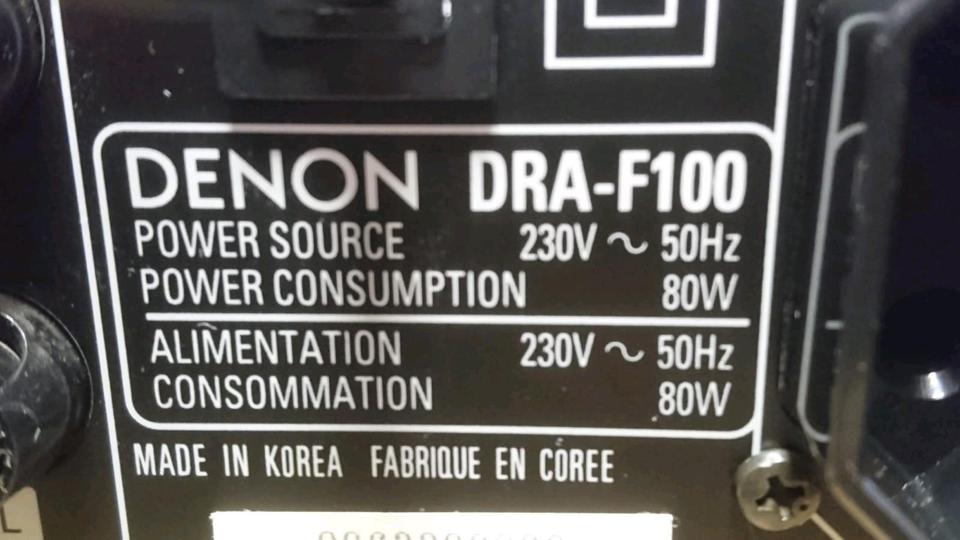 DENON DRA-F100
POWER SOURCE 230V ~ 50Hz
POWER CONSUMPTION 80W
ALIMENTATION 230V ~ 50Hz
CONSOMMATION 80W
MADE IN KOREA FABRIQUE EN COREE
L